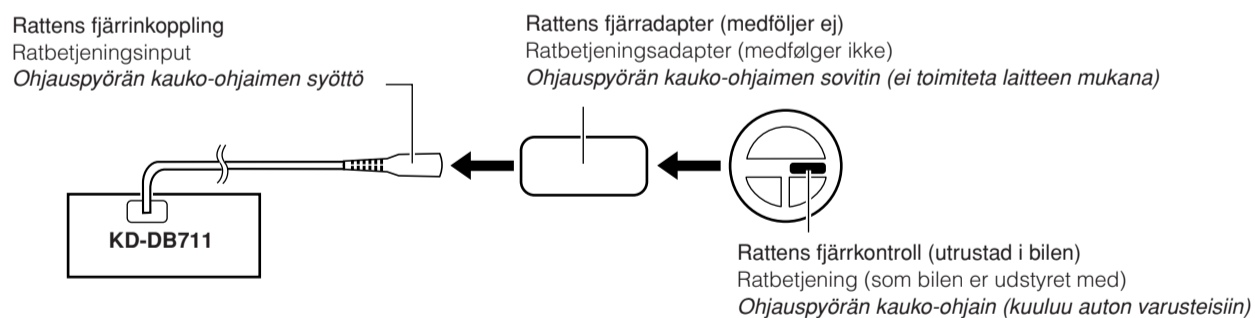 Rattens fjärrinkoppling
Ratbetjeningsinput
Ohjauspyörän kauko-ohjaimen syöttö
Rattens fjärradapter (medföljer ej)
Ratbetjeningsadapter (medfølger ikke)
Ohjauspyörän kauko-ohjaimen sovitin (ei toimiteta laitteen mukana)
KD-DB711
Rattens fjärrkontroll (utrustad i bilen)
Ratbetjening (som bilen er udstyret med)
Ohjauspyörän kauko-ohjain (kuuluu auton varusteisiin)